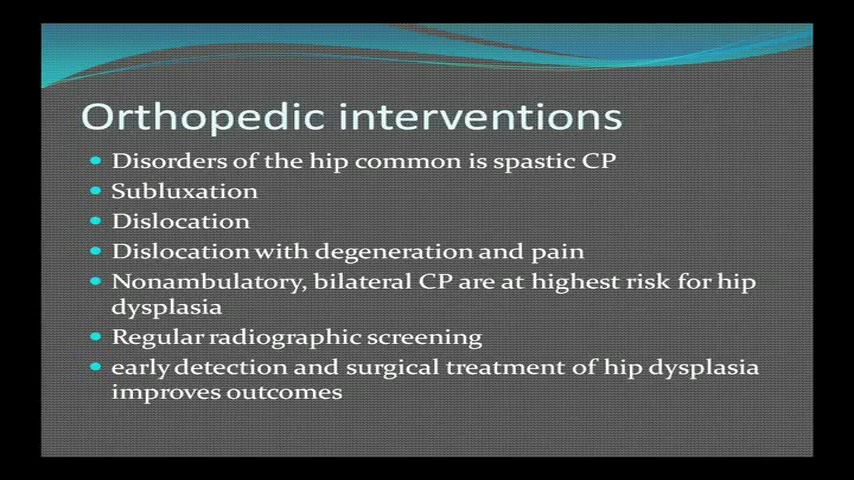 Orthopedic interventions
Disorders of the hip common is spastic CP
Subluxation
Dislocation
Dislocation with degeneration and pain
Nonambulatory, bilateral CP are at highest risk for hip
dysplasia
Regular radiographic screening
early detection and surgical treatment of hip dysplasia
improves outcomes